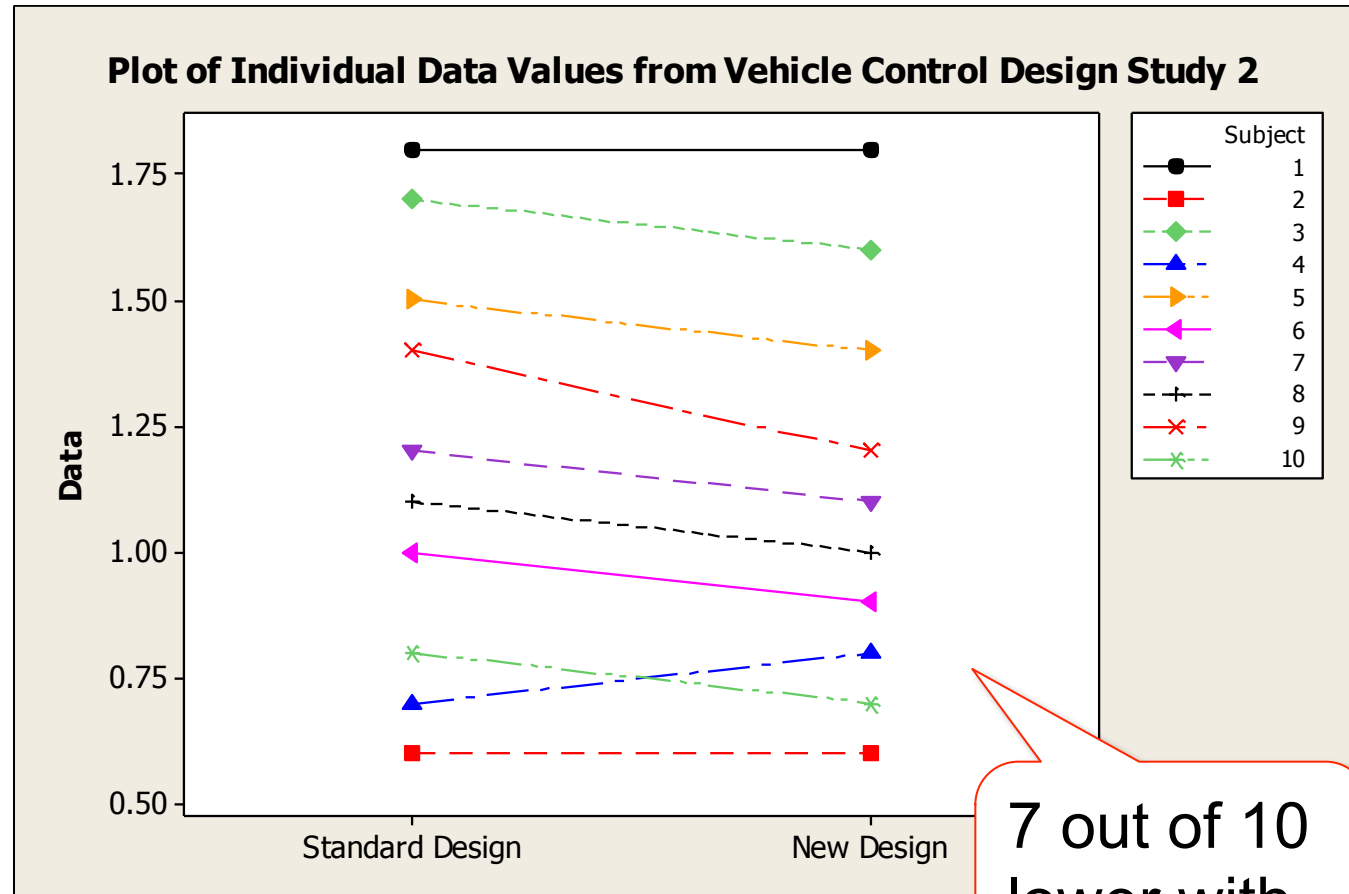 Plot of Individual Data Values from Vehicle Control Design Study 2
Data
1.75
1.50
1.25
1.00
0.75
0.50
Standard Design
New Design
Subject
1
2
3
4
5
6
7
8
9
10
7 out of 10
lower with